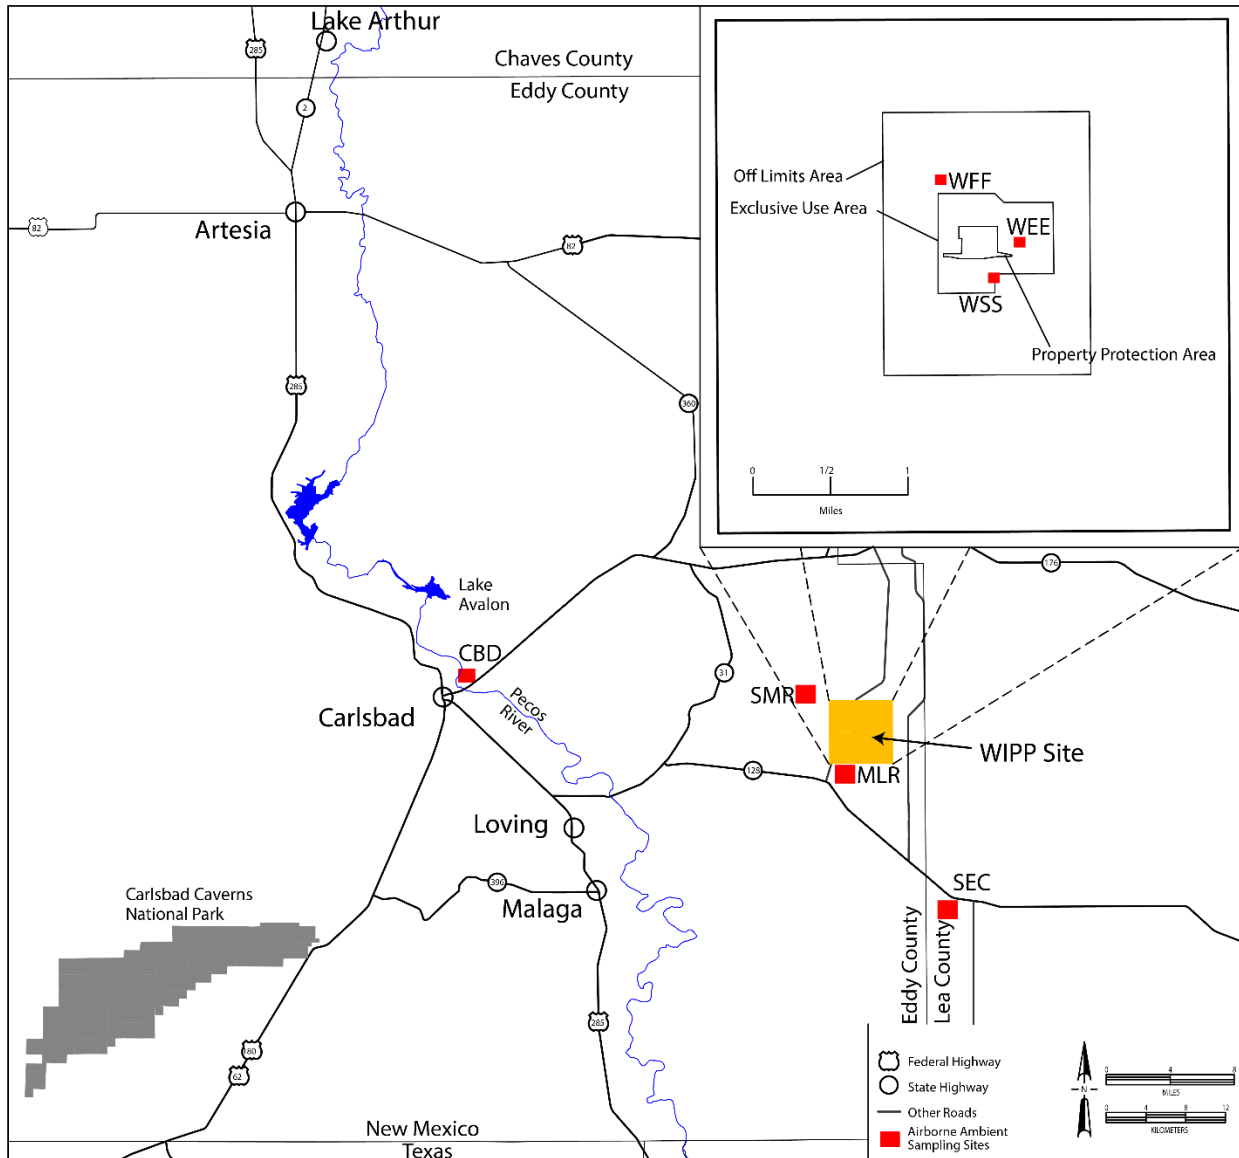 Lake Arthur
285
Chaves County
Eddy County
2
82
Artesia
82
285
360
Off Limits Area
WFF
Exclusive Use Area
WEE
WSS
Property Protection Area
0
1/2
1
Miles
Lake
Avalon
176
CBD
31
SMR
Pecos
River
Carlsbad
WIPP Site
128
MLR
Loving
SEC
396
Malaga
Carlsbad Caverns
National Park
Eddy County
Lea County
285
180
62
Federal Highway
State Highway
Other Roads
Airborne Ambient
Sampling Sites
N
0
4
8
MILES
0
4
8
12
KILOMETERS
New Mexico
Texas